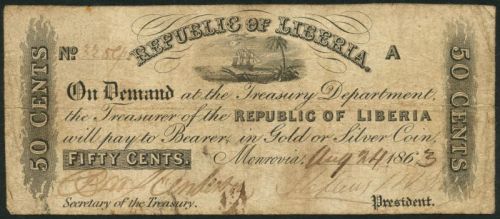 REPUBLIC OF LIBERIA.
No
A
50 CENTS
50 CENTS
On Demand at the Treasury Department,
the Treasurer of the REPUBLIC OF LIBERIA
will pay to Bearer, in Gold or Silver Coin,
FIFTY CENTS. Monrovia, Aug 24 1863
Secretary of the Treasury. President.